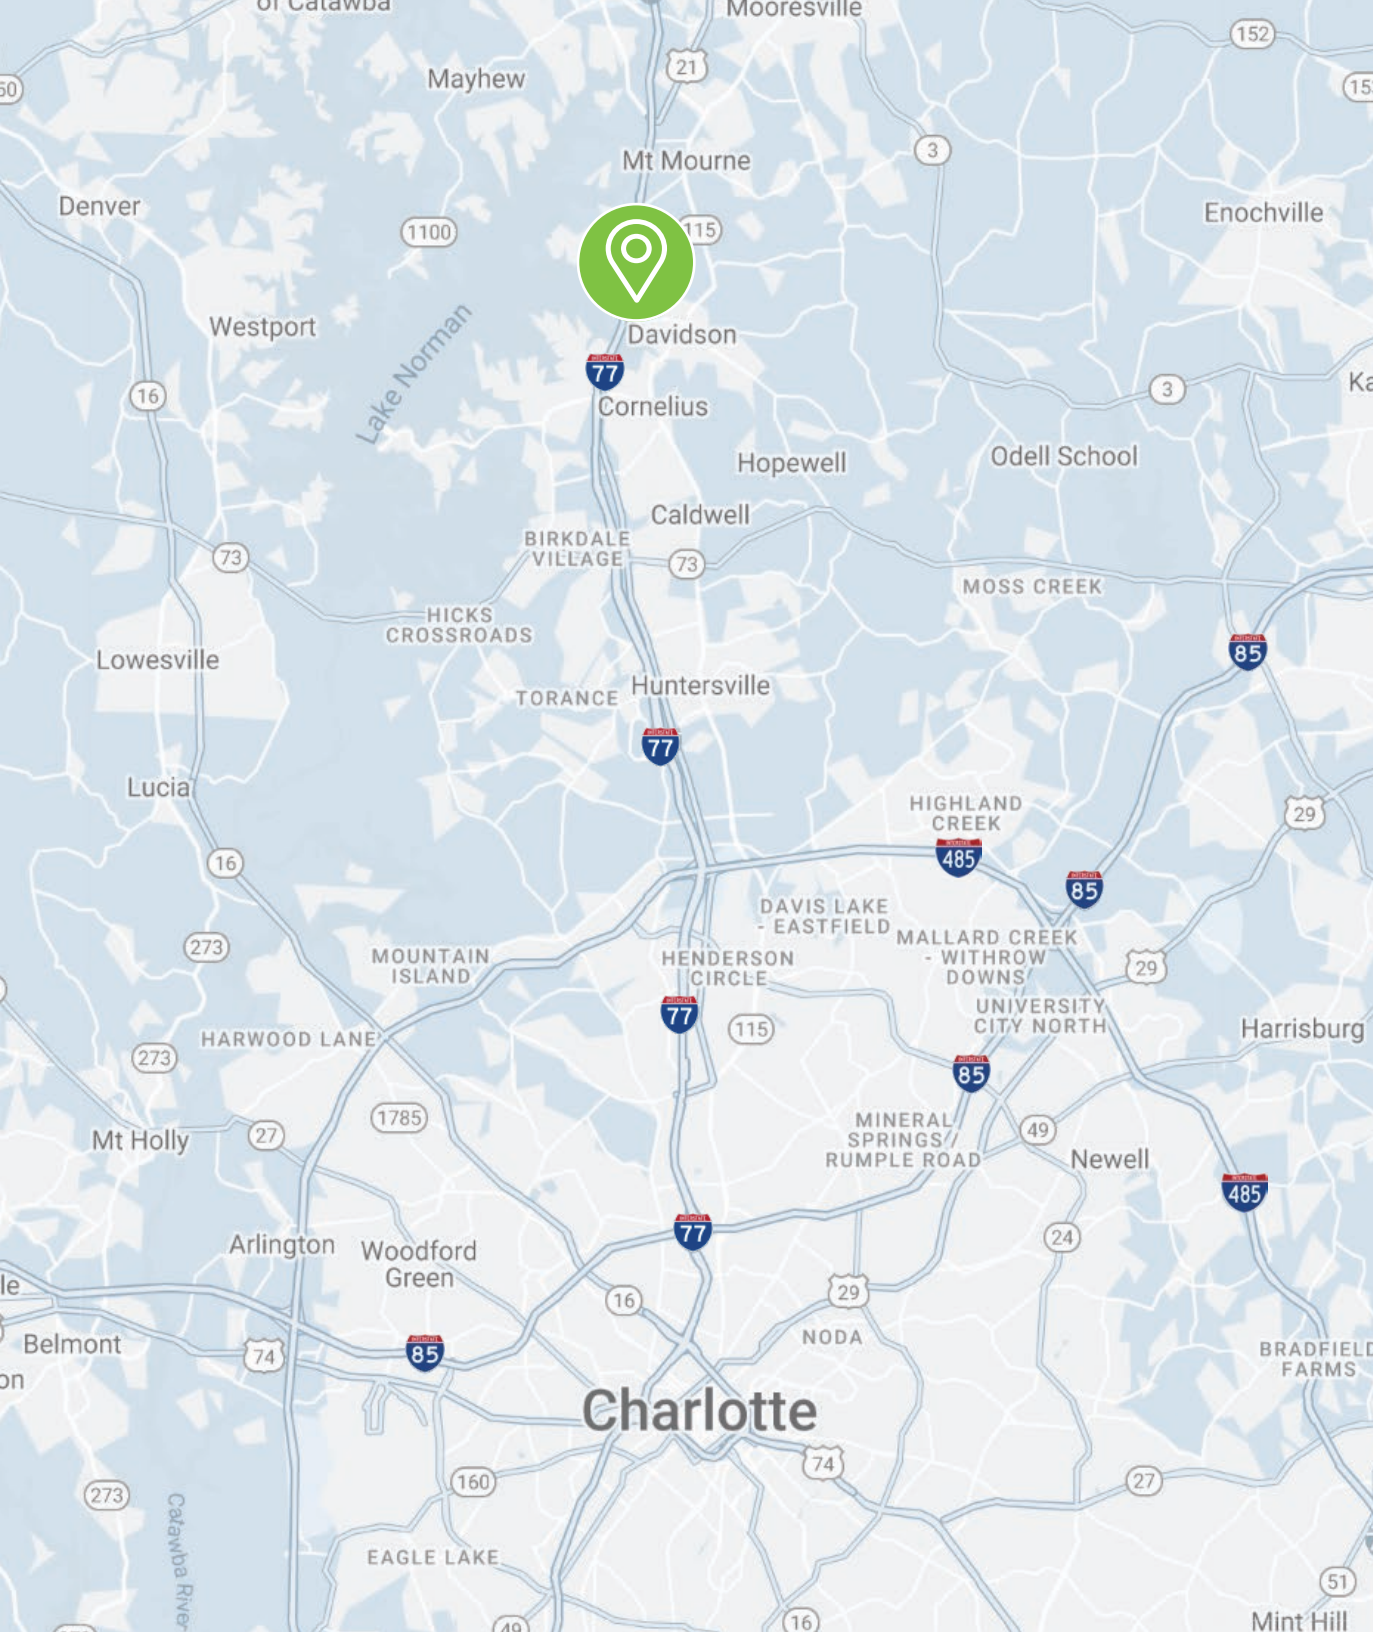 of Catawba
Mooresville
152
21
Mayhew
3
Mt Mourne
Denver
1100
115
Enochville
Westport
Lake Norman
Davidson
77
16
3
Cornelius
Hopewell
Odell School
Caldwell
BIRKDALE
VILLAGE
73
73
MOSS CREEK
HICKS
CROSSROADS
85
Lowesville
TORANCE
Huntersville
77
Lucia
HIGHLAND
CREEK
29
485
16
85
DAVIS LAKE
- EASTFIELD
MALLARD CREEK
- WITHROW
DOWNS
273
MOUNTAIN
ISLAND
HENDERSON
CIRCLE
29
UNIVERSITY
CITY NORTH
77
115
Harrisburg
HARWOOD LANE
273
85
1785
MINERAL
SPRINGS /
RUMPLE ROAD
49
27
Mt Holly
Newell
485
77
Arlington
Woodford
Green
24
16
29
NODA
Belmont
74
85
BRADFIELD
FARMS
Charlotte
74
160
27
273
Catawba River
EAGLE LAKE
51
49
16
Mint Hill